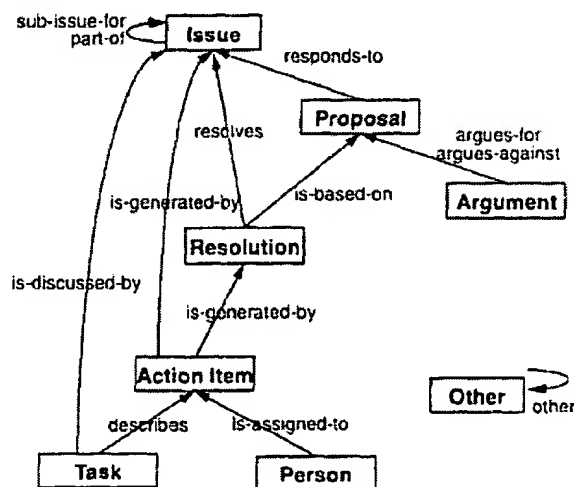 sub-issue-for
part-of
Issue
responds-to
Proposal
resolves
argues-for
argues-against
is-generated-by
is-based-on
Argument
Resolution
is-discussed-by
is-generated-by
Action Item
Other
other
describes
is-assigned-to
Task
Person